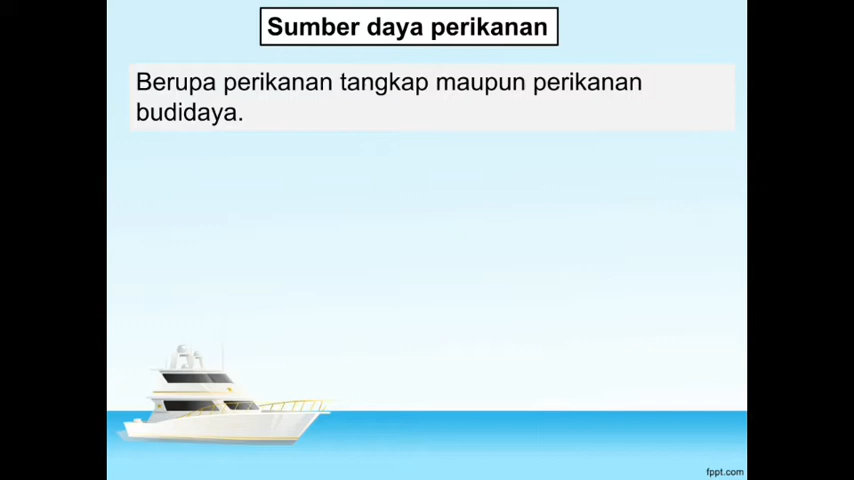 Sumber daya perikanan
Berupa perikanan tangkap maupun perikanan
budidaya.
fppt.com